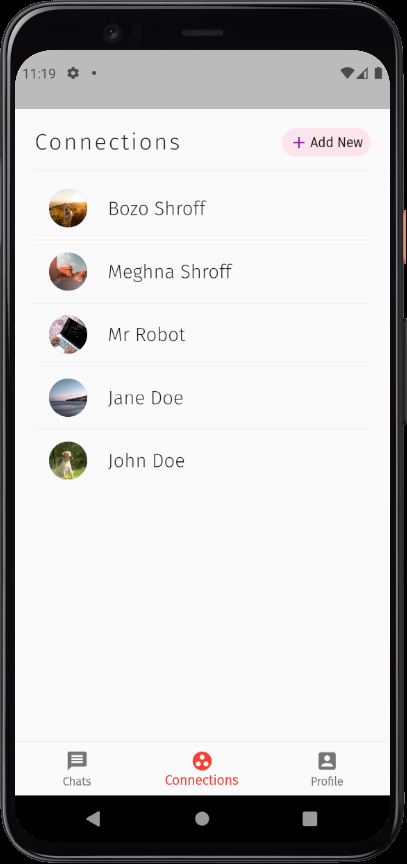 11:19
Connections
+ Add New
Bozo Shroff
Meghna Shroff
Mr Robot
Jane Doe
John Doe
Chats Connections Profile